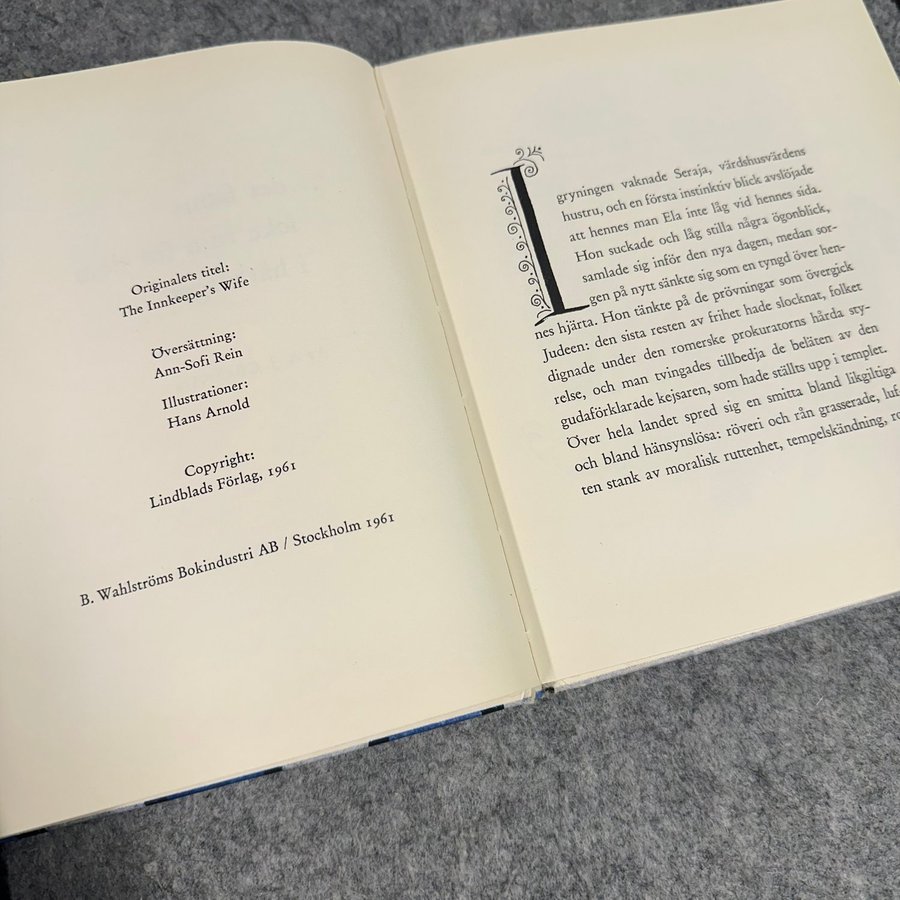 Originalets titel:
The Innkeeper's Wife
Översättning:
Ann-Sofi Rein
Illustrationer:
Hans Arnold
Copyright:
Lindblads Förlag, 1961
B. Wahlströms Bokindustri AB / Stockholm 1961
I gryningen vaknade Seraja, värdshusvärdens
hustru, och en första instinktiv blick avslöjade
att hennes man Ela inte låg vid hennes sida.
Hon suckade och låg stilla några ögonblick,
samlade sig inför den nya dagen, medan sor-
gen på nytt sänkte sig som en tyngd över hen-
nes hjärta. Hon tänkte på de prövningar som övergick
Judeen: den sista resten av frihet hade slocknat, folket
dignade under den romerske prokuratorns hårda sty-
relse, och man tvingades tillbedja de beläten av den
gudaförklarade kejsaren, som hade ställts upp i templet.
Över hela landet spred sig en smitta bland likgiltiga
och bland hänsynslösa: röveri och rån grasserade, luf-
ten stank av moralisk ruttenhet, tempelskändning,